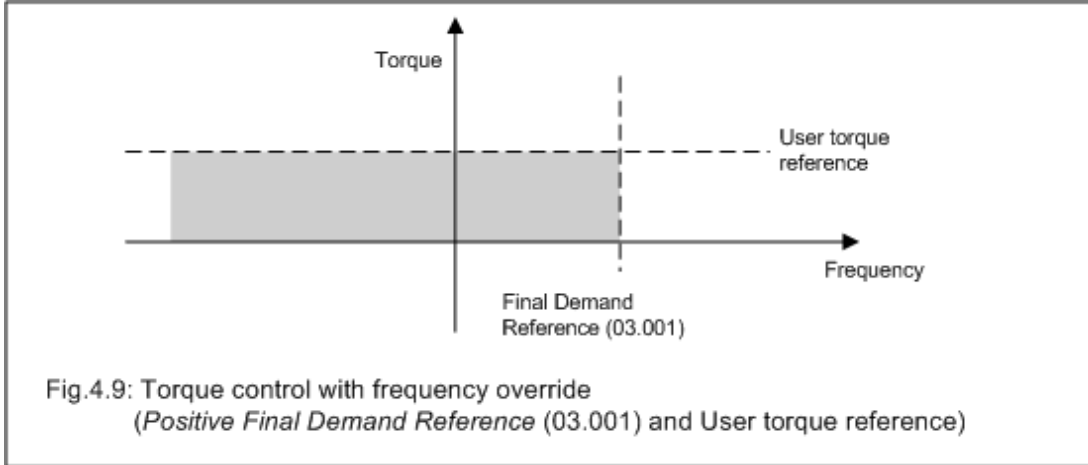 Torque
User torque
reference
Frequency
Final Demand
Reference (03.001)
Fig.4.9: Torque control with frequency override
(Positive Final Demand Reference (03.001) and User torque reference)